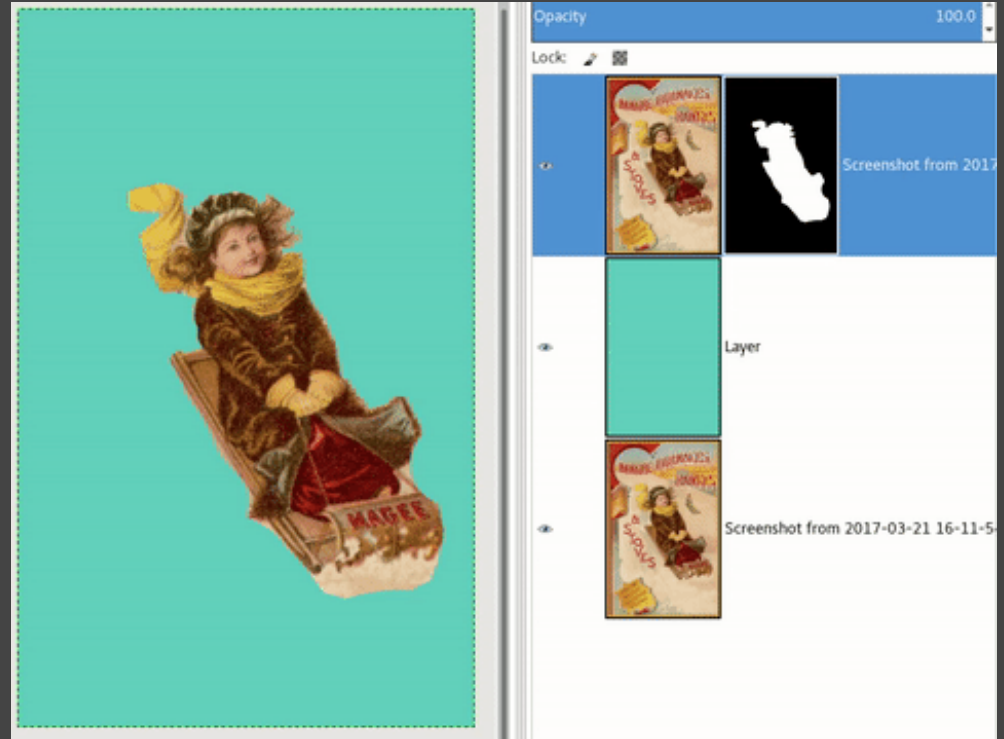 MAGEE
Opacity 100.0
Lock:
Screenshot from 2017
Layer
Screenshot from 2017-03-21 16-11-5